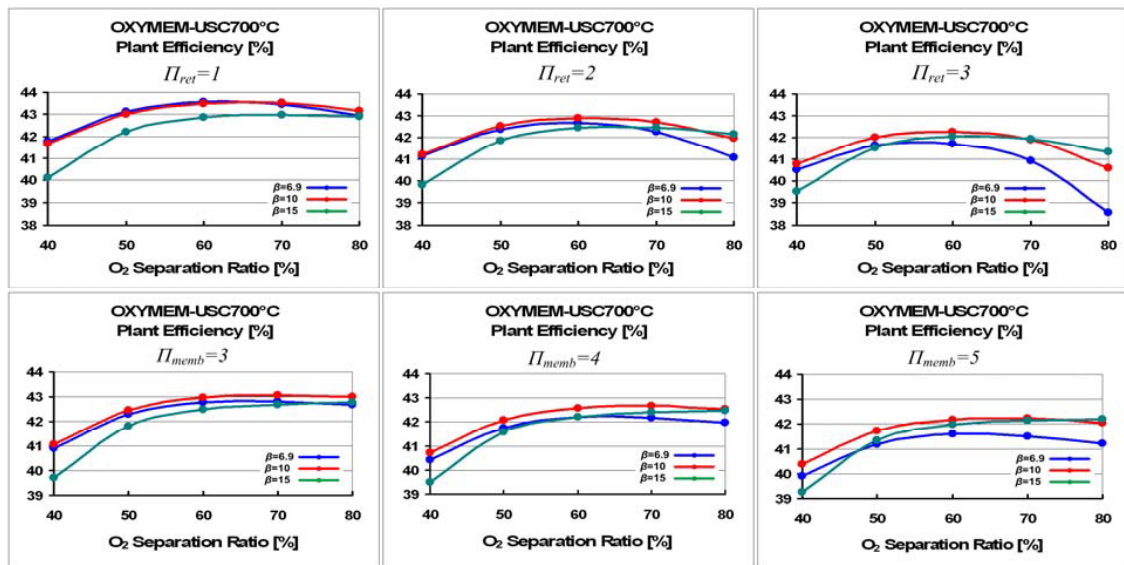 OXYMEM-USC700°C
Plant Efficiency [%]
Π_ret=1
44
43
42
41
40
39
38
β=6.9
β=10
β=15
40 50 60 70 80
O₂ Separation Ratio [%]
OXYMEM-USC700°C
Plant Efficiency [%]
Π_ret=2
44
43
42
41
40
39
38
β=6.9
β=10
β=15
40 50 60 70 80
O₂ Separation Ratio [%]
OXYMEM-USC700°C
Plant Efficiency [%]
Π_ret=3
44
43
42
41
40
39
38
β=6.9
β=10
β=15
40 50 60 70 80
O₂ Separation Ratio [%]
OXYMEM-USC700°C
Plant Efficiency [%]
Π_memb=3
44
43
42
41
40
39
β=6.9
β=10
β=15
40 50 60 70 80
O₂ Separation Ratio [%]
OXYMEM-USC700°C
Plant Efficiency [%]
Π_memb=4
44
43
42
41
40
39
β=6.9
β=10
β=15
40 50 60 70 80
O₂ Separation Ratio [%]
OXYMEM-USC700°C
Plant Efficiency [%]
Π_memb=5
44
43
42
41
40
39
β=6.9
β=10
β=15
40 50 60 70 80
O₂ Separation Ratio [%]